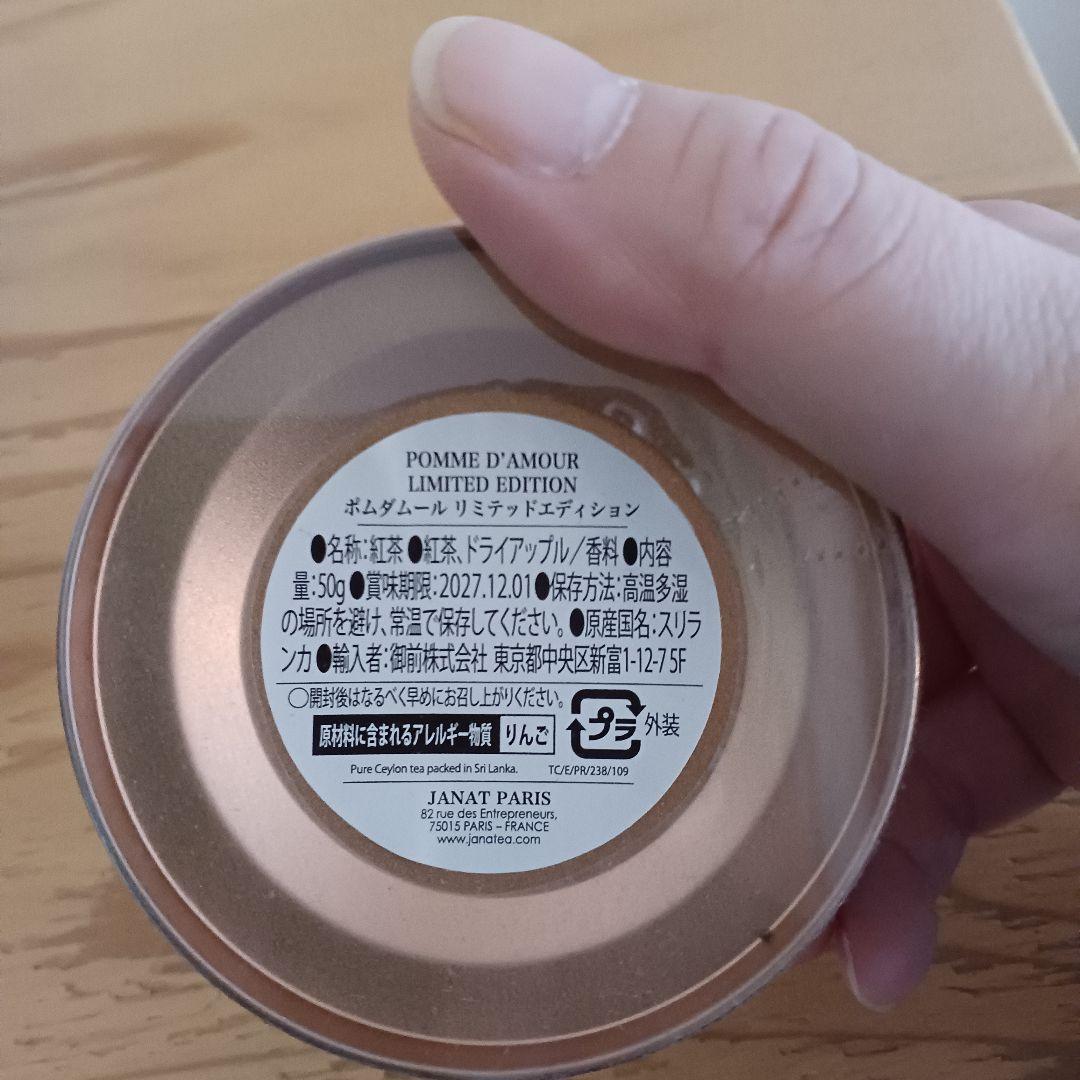 POMME D'AMOUR
LIMITED EDITION
ポムダムール リミテッドエディション
●名称：紅茶 ●紅茶、ドライアップル／香料 ●内容
量：50g ●賞味期限：2027.12.01 ●保存方法：高温多湿
の場所を避け、常温で保存してください。 ●原産国名：スリラ
ンカ ●輸入者：御前株式会社 東京都中央区新富1-12-7 5F
○開封後はなるべく早めにお召し上がりください。
原材料に含まれるアレルギー物質 りんご
プラ 外装
Pure Ceylon tea packed in Sri Lanka. TC/E/PR/238/109
JANAT PARIS
82 rue des Entrepreneurs,
75015 PARIS – FRANCE
www.janatea.com